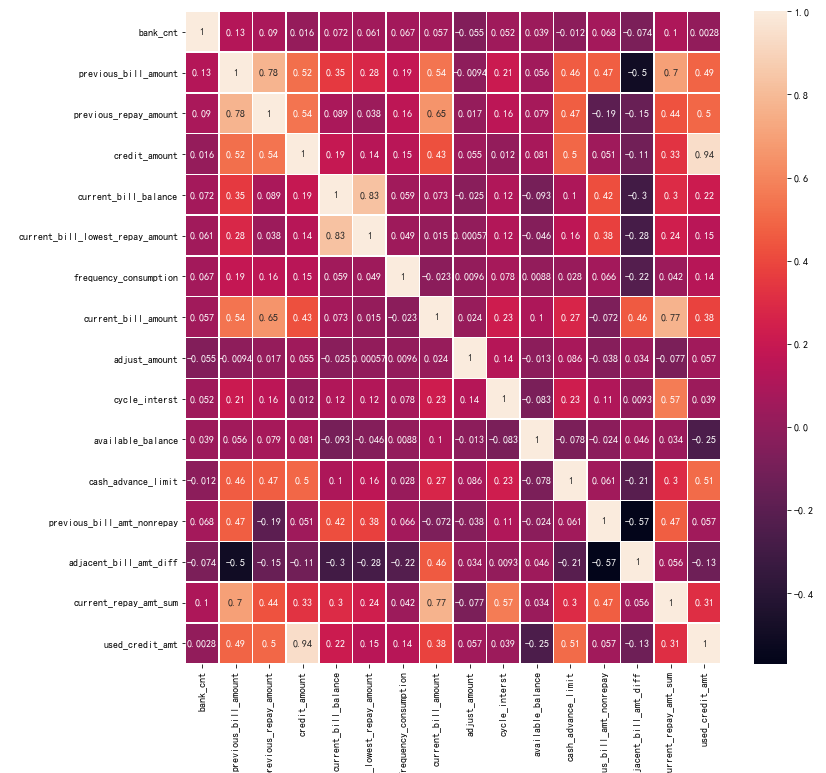 bank_cnt 1 0.13 0.09 0.016 0.072 0.061 0.067 0.057 −0.055 0.052 0.039 −0.012 0.068 −0.074 0.1 0.0028
previous_bill_amount 0.13 1 0.78 0.52 0.35 0.28 0.19 0.54 −0.0094 0.21 0.056 0.46 0.47 −0.5 0.7 0.49
previous_repay_amount 0.09 0.78 1 0.54 0.089 0.038 0.16 0.65 0.017 0.16 0.079 0.47 −0.19 −0.15 0.44 0.5
credit_amount 0.016 0.52 0.54 1 0.19 0.14 0.15 0.43 0.055 0.012 0.081 0.5 0.051 −0.11 0.33 0.94
current_bill_balance 0.072 0.35 0.089 0.19 1 0.83 0.059 0.073 −0.025 0.12 −0.093 0.1 0.42 −0.3 0.3 0.22
current_bill_lowest_repay_amount 0.061 0.28 0.038 0.14 0.83 1 0.049 0.015 0.00057 0.12 −0.046 0.16 0.38 −0.28 0.24 0.15
frequency_consumption 0.067 0.19 0.16 0.15 0.059 0.049 1 −0.023 0.0096 0.078 0.0088 0.028 0.066 −0.22 0.042 0.14
current_bill_amount 0.057 0.54 0.65 0.43 0.073 0.015 −0.023 1 0.024 0.23 0.1 0.27 −0.072 0.46 0.77 0.38
adjust_amount −0.055 −0.0094 0.017 0.055 −0.025 0.00057 0.0096 0.024 1 0.14 −0.013 0.086 −0.038 0.034 −0.077 0.057
cycle_interst 0.052 0.21 0.16 0.012 0.12 0.12 0.078 0.23 0.14 1 −0.083 0.23 0.11 0.0093 0.57 0.039
available_balance 0.039 0.056 0.079 0.081 −0.093 −0.046 0.0088 0.1 −0.013 −0.083 1 −0.078 −0.024 0.046 0.034 −0.25
cash_advance_limit −0.012 0.46 0.47 0.5 0.1 0.16 0.028 0.27 0.086 0.23 −0.078 1 0.061 −0.21 0.3 0.51
previous_bill_amt_nonrepay 0.068 0.47 −0.19 0.051 0.42 0.38 0.066 −0.072 −0.038 0.11 −0.024 0.061 1 −0.57 0.47 0.057
adjacent_bill_amt_diff −0.074 −0.5 −0.15 −0.11 −0.3 −0.28 −0.22 0.46 0.034 0.0093 0.046 −0.21 −0.57 1 0.056 −0.13
current_repay_amt_sum 0.1 0.7 0.44 0.33 0.3 0.24 0.042 0.77 −0.077 0.57 0.034 0.3 0.47 0.056 1 0.31
used_credit_amt 0.0028 0.49 0.5 0.94 0.22 0.15 0.14 0.38 0.057 0.039 −0.25 0.51 0.057 −0.13 0.31 1
bank_cnt
previous_bill_amount
revious_repay_amount
credit_amount
current_bill_balance
_lowest_repay_amount
requency_consumption
current_bill_amount
adjust_amount
cycle_interst
available_balance
cash_advance_limit
us_bill_amt_nonrepay
jacent_bill_amt_diff
urrent_repay_amt_sum
used_credit_amt
1.0
0.8
0.6
0.4
0.2
0.0
−0.2
−0.4